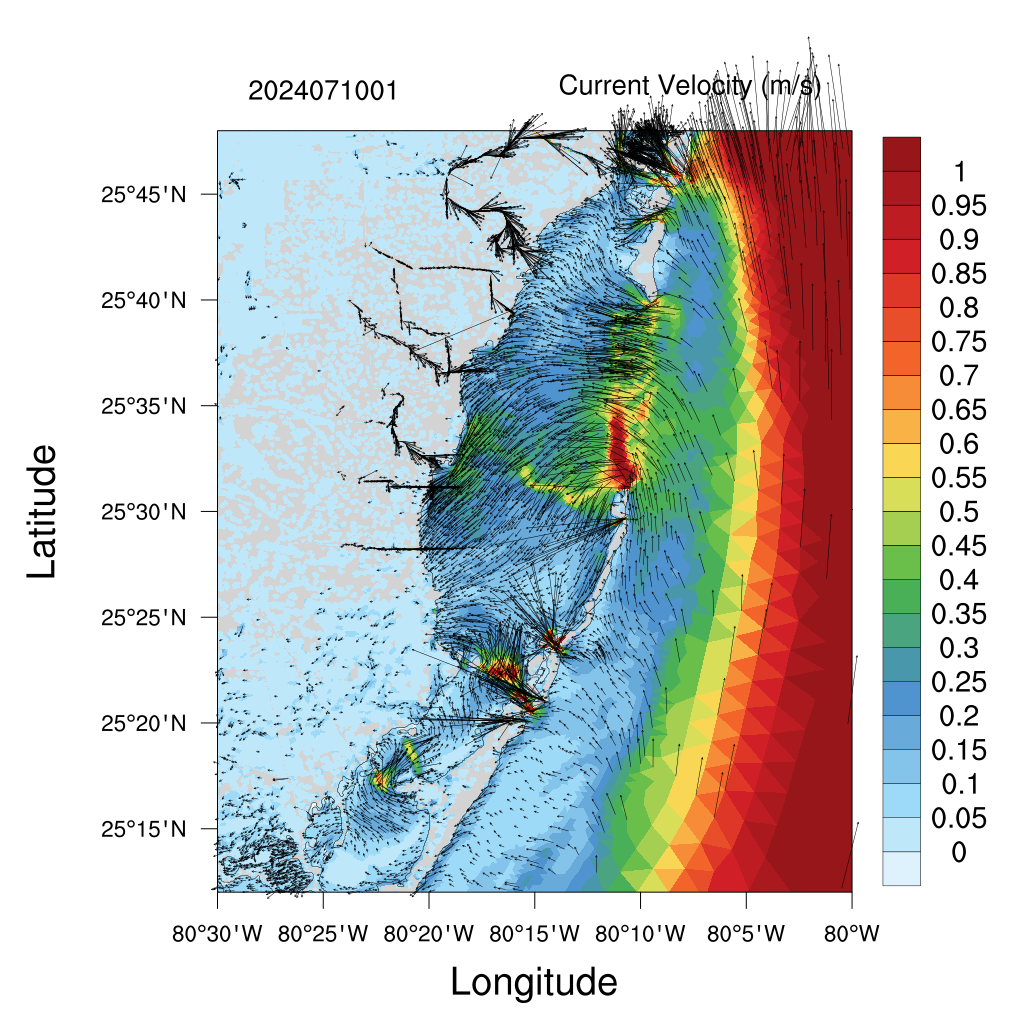 2024071001
Current Velocity (m/s)
Latitude
25°45'N
25°40'N
25°35'N
25°30'N
25°25'N
25°20'N
25°15'N
80°30'W 80°25'W 80°20'W 80°15'W 80°10'W 80°5'W 80°W
Longitude
1
0.95
0.9
0.85
0.8
0.75
0.7
0.65
0.6
0.55
0.5
0.45
0.4
0.35
0.3
0.25
0.2
0.15
0.1
0.05
0